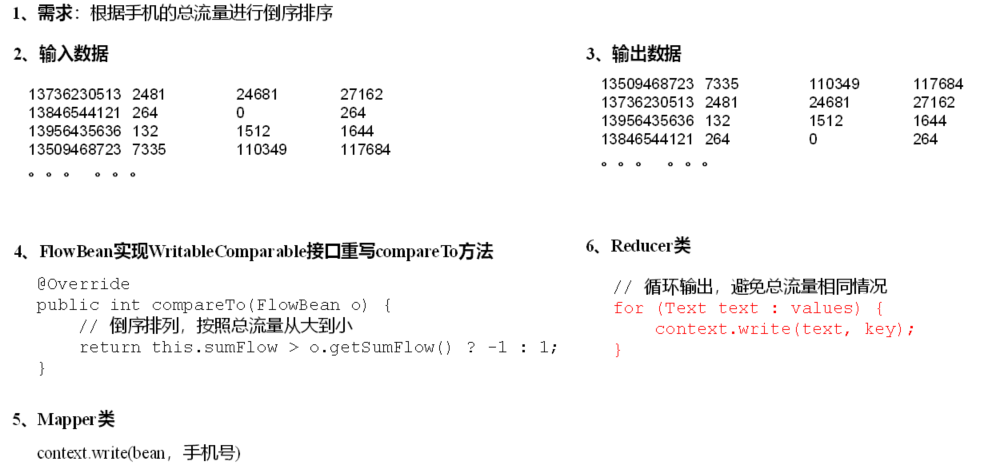 1、需求：根据手机的总流量进行倒序排序
2、输入数据
13736230513 2481 24681 27162
13846544121 264 0 264
13956435636 132 1512 1644
13509468723 7335 110349 117684
。。。 。。。
3、输出数据
13509468723 7335 110349 117684
13736230513 2481 24681 27162
13956435636 132 1512 1644
13846544121 264 0 264
。。。 。。。
4、FlowBean实现WritableComparable接口重写compareTo方法
@Override
public int compareTo(FlowBean o) {
// 倒序排列，按照总流量从大到小
return this.sumFlow > o.getSumFlow() ? -1 : 1;
}
5、Mapper类
context.write(bean，手机号)
6、Reducer类
// 循环输出，避免总流量相同情况
for (Text text : values) {
context.write(text, key);
}